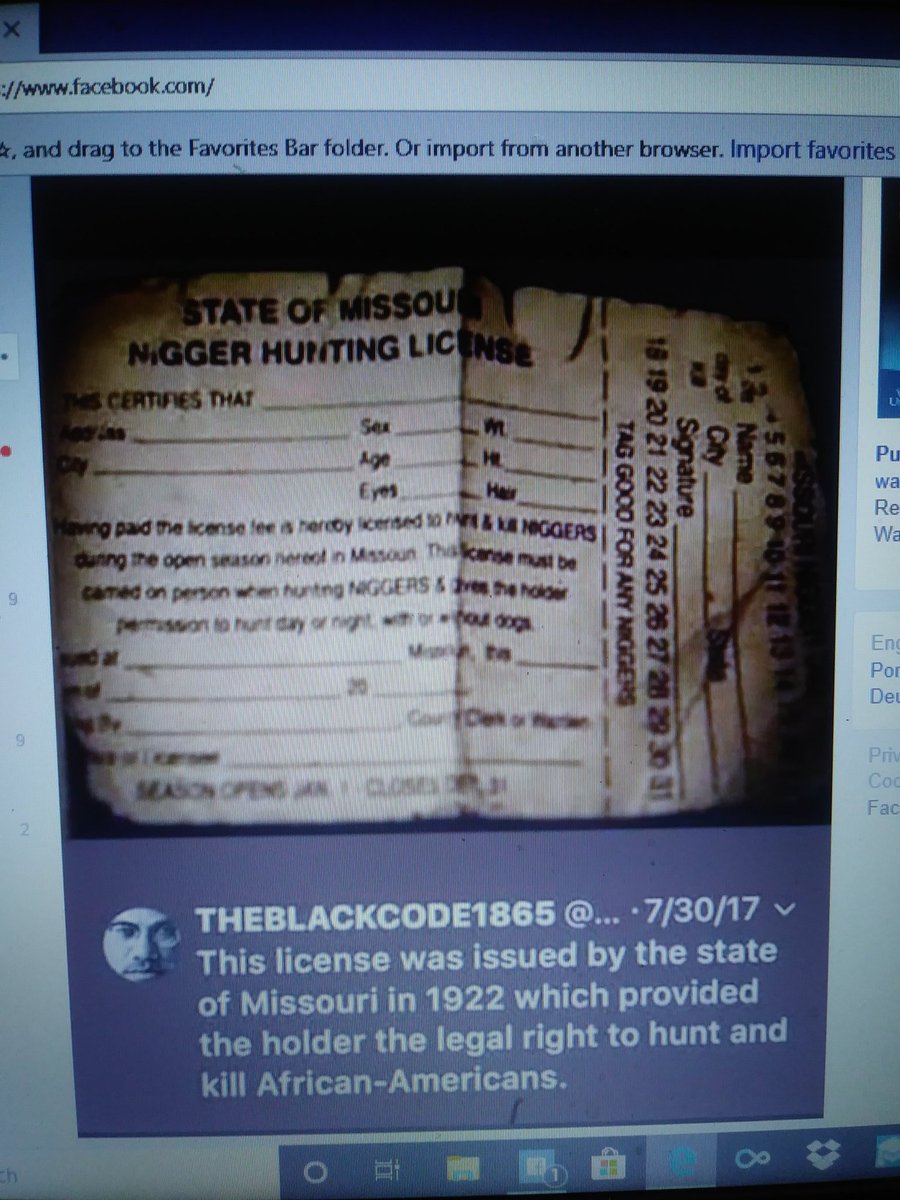 ://www.facebook.com/
, and drag to the Favorites Bar folder. Or import from another browser. Import favorites
STATE OF MISSOU
NIGGER HUNTING LICENSE
THIS CERTIFIES THAT
Address Sex Wt.
City Age Ht.
Eyes Hair
Having paid the license fee is hereby licensed to hunt & kill NIGGERS
during the open season hereof in Missouri. This license must be
carried on person when hunting NIGGERS & gives the holder
permission to hunt day or night, with or without dogs.
at Missouri, this
20
County Clerk or Warden
of Licensee
SEASON OPENS JAN. 1 CLOSES DEC. 31
TAG GOOD FOR ANY NIGGERS
18 19 20 21 22 23 24 25 26 27 28 29 30 31
Signature
City State
Name
5 6 7 8 9 10 11 12 13 14
day of
kill
THEBLACKCODE1865 @... · 7/30/17
This license was issued by the state
of Missouri in 1922 which provided
the holder the legal right to hunt and
kill African-Americans.
Pu
wa
Re
Wa
Eng
Por
Deu
Priv
Coo
Fac
9
9
2
1
ch